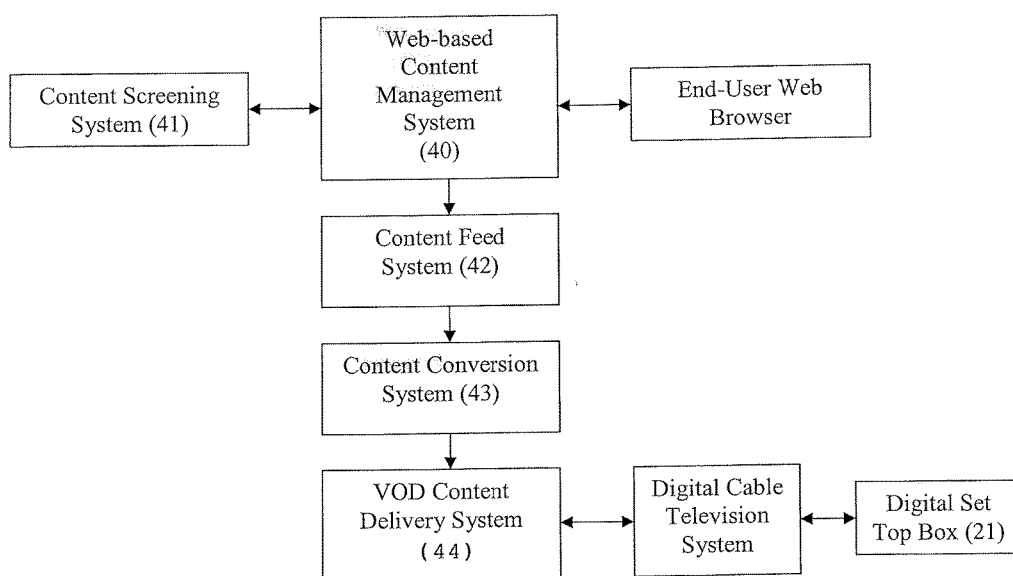 Web-based
Content
Management
System
(40)
Content Screening
System (41)
End-User Web
Browser
Content Feed
System (42)
Content Conversion
System (43)
VOD Content
Delivery System
(44)
Digital Cable
Television
System
Digital Set
Top Box (21)